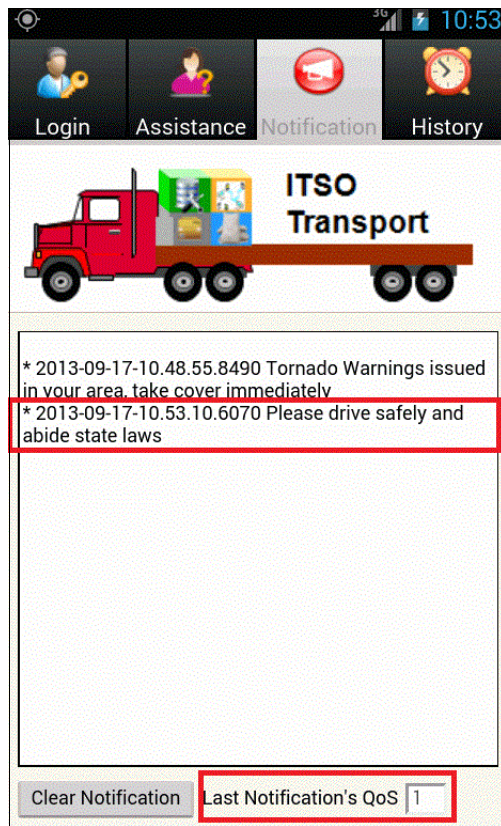 3G 10:53
Login Assistance Notification History
ITSO
Transport
* 2013-09-17-10.48.55.8490 Tornado Warnings issued
in your area, take cover immediately
* 2013-09-17-10.53.10.6070 Please drive safely and
abide state laws
Clear Notification Last Notification's QoS 1